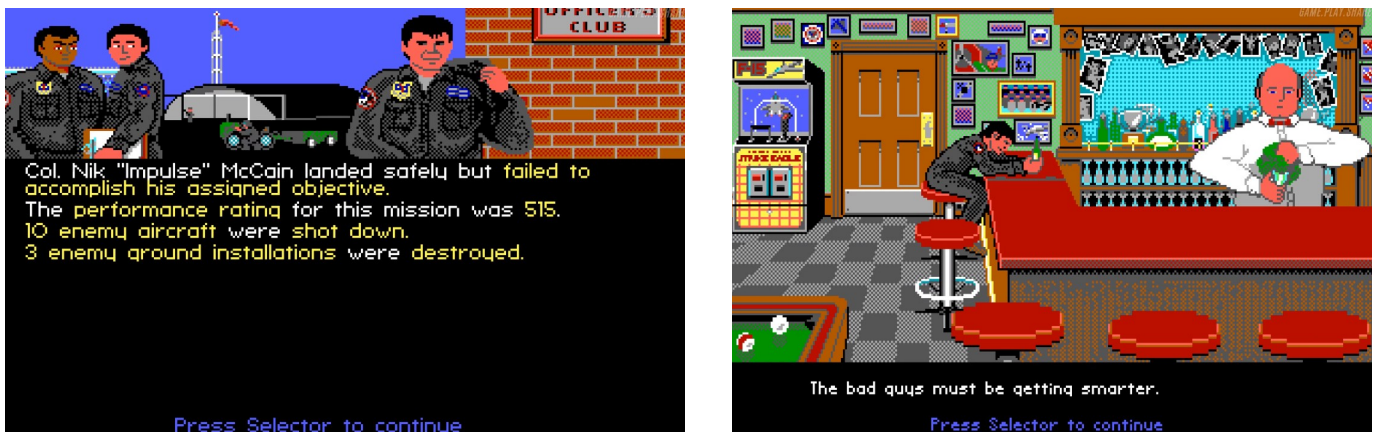 OFFICER'S
CLUB
Col. Nik "Impulse" McCain landed safely but failed to
accomplish his assigned objective.
The performance rating for this mission was 515.
10 enemy aircraft were shot down.
3 enemy ground installations were destroyed.
Press Selector to continue
GAME.PLAY.SHARE
F-15
STRIKE EAGLE
The bad guys must be getting smarter.
Press Selector to continue